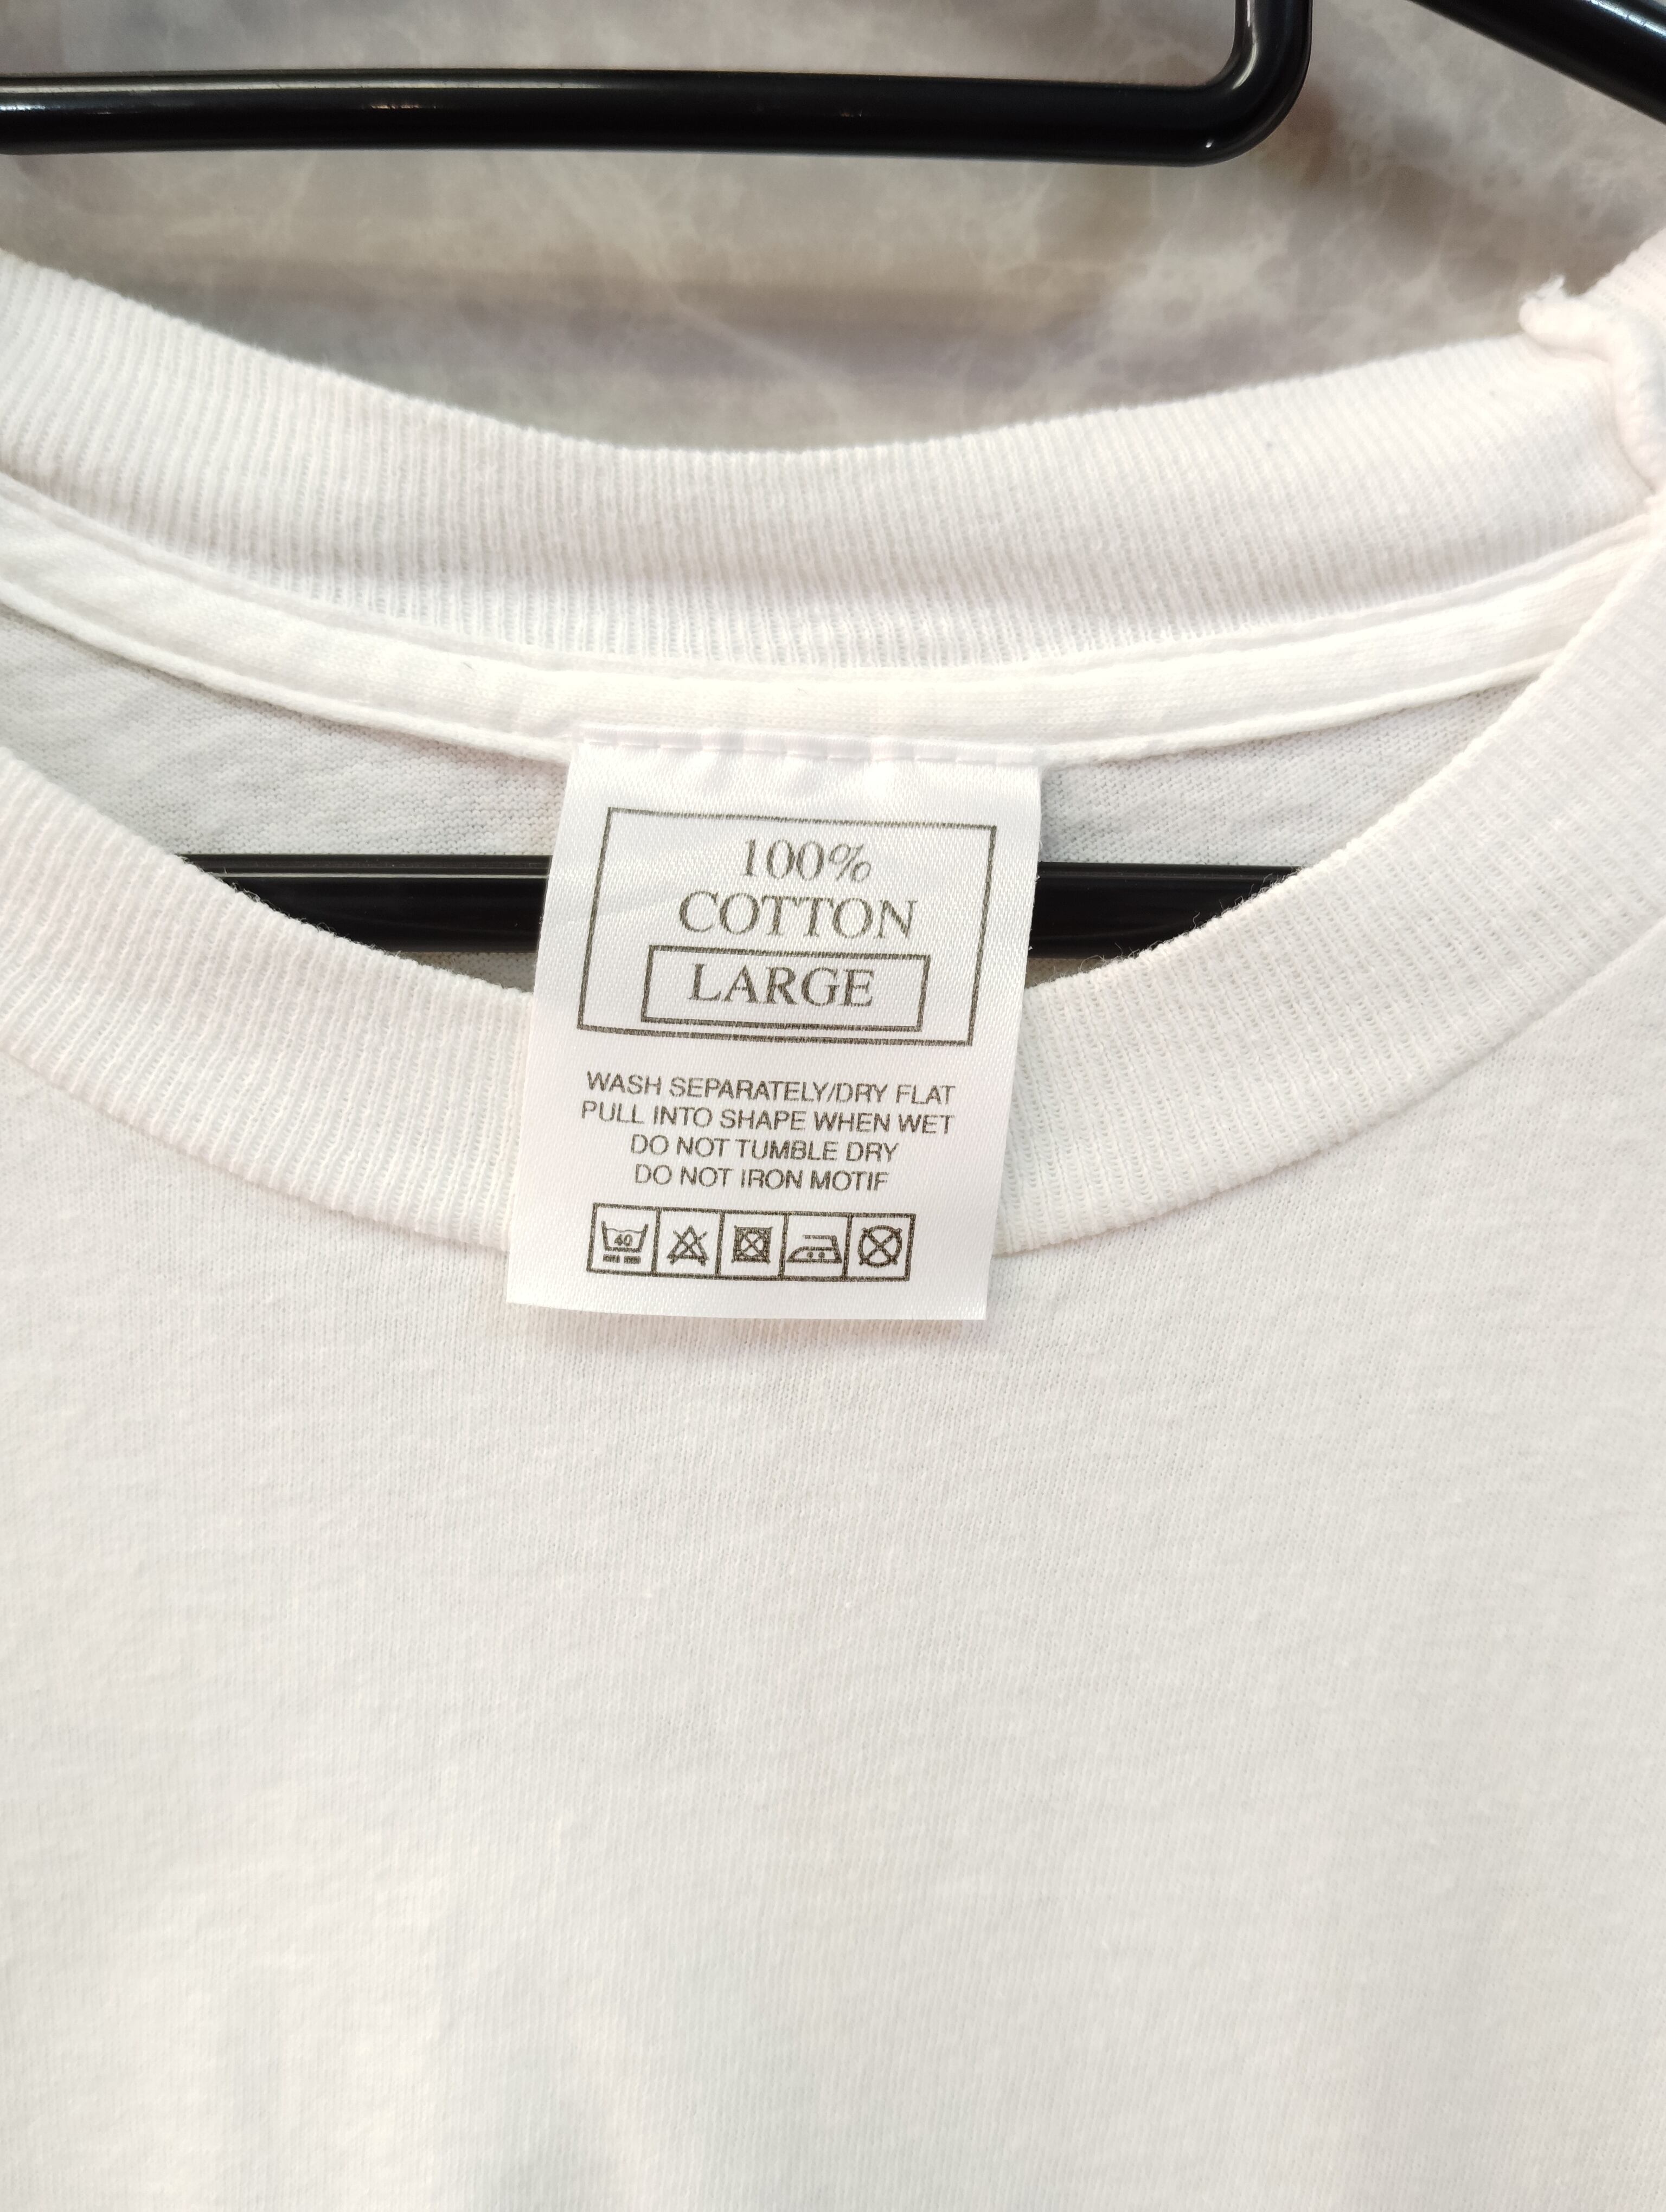 100%
COTTON
LARGE
WASH SEPARATELY/DRY FLAT
PULL INTO SHAPE WHEN WET
DO NOT TUMBLE DRY
DO NOT IRON MOTIF
40